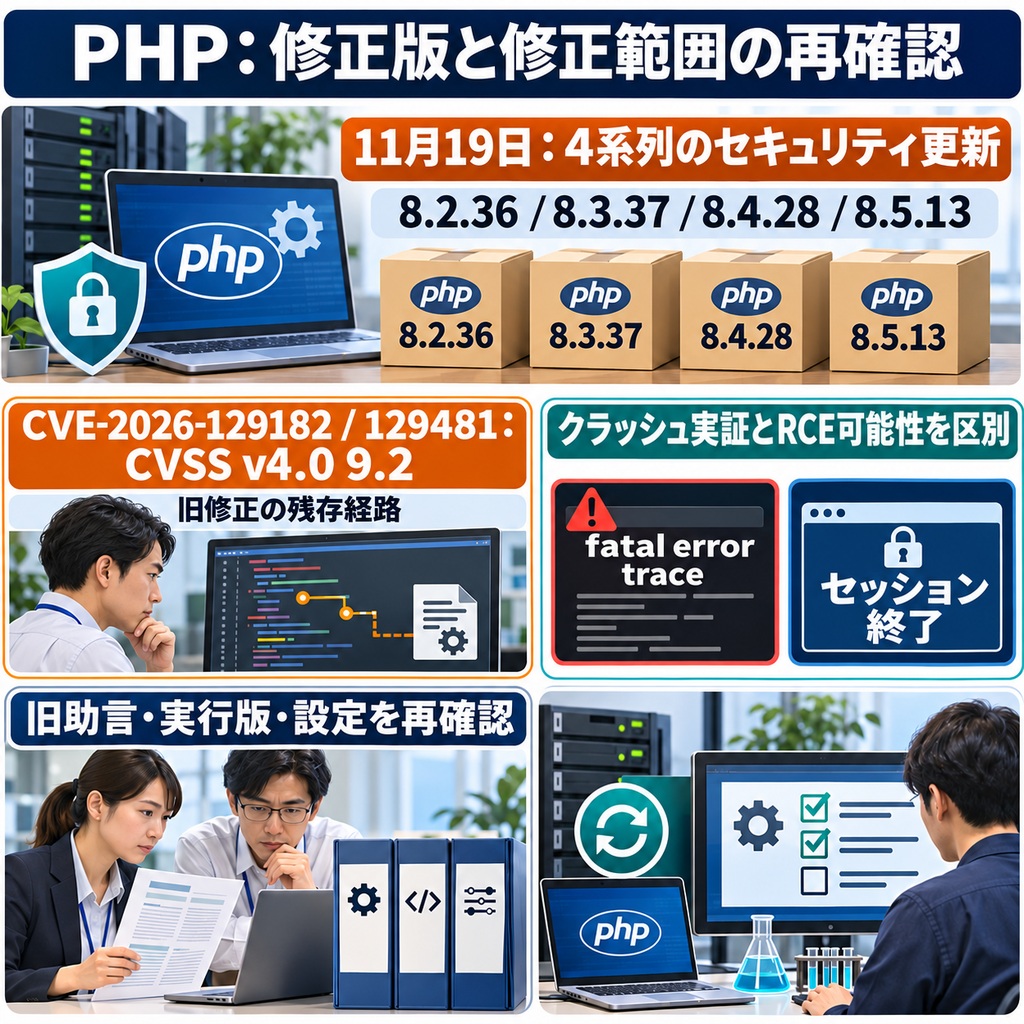 PHP：修正版と修正範囲の再確認
11月19日：4系列のセキュリティ更新
8.2.36 / 8.3.37 / 8.4.28 / 8.5.13
php
php
8.2.36
php
8.3.37
php
8.4.28
php
8.5.13
CVE-2026-129182 / 129481：
CVSS v4.0 9.2
旧修正の残存経路
クラッシュ実証とRCE可能性を区別
fatal error
trace
セッション
終了
旧助言・実行版・設定を再確認
</>
php